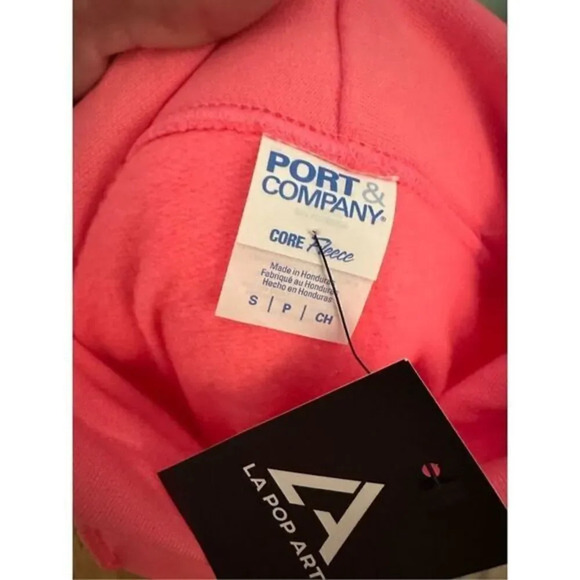 PORT &
COMPANY®
CORE Fleece
Made in Honduras
Fabriqué au Honduras
Hecho en Honduras
S | P | CH
LA POP ART